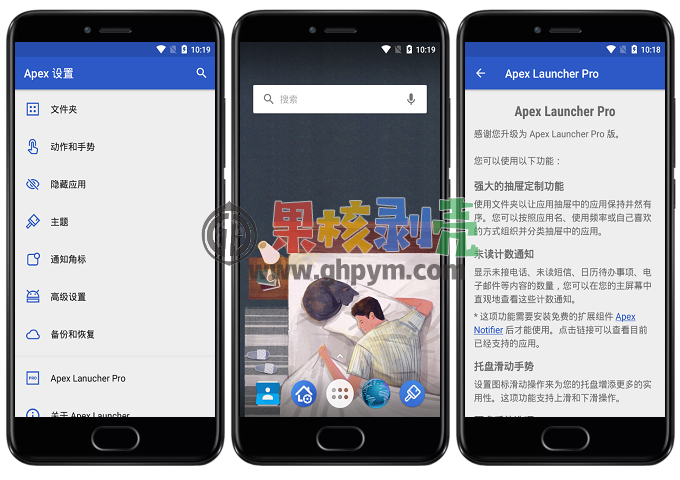 10:19
Apex 设置
文件夹
动作和手势
隐藏应用
主题
通知角标
高级设置
备份和恢复
PRO
Apex Lanucher Pro
关于 Apex Launcher
10:19
搜索
果核剥壳
www.ghpym.com
10:18
Apex Launcher Pro
Apex Launcher Pro
感谢您升级为 Apex Launcher Pro 版。
您可以使用以下功能：
强大的抽屉定制功能
使用文件夹以让应用抽屉中的应用保持井然有
序。您可以按照应用名、使用频率或自己喜欢
的方式组织并分类抽屉中的应用。
未读计数通知
显示未接电话、未读短信、日历待办事项、电
子邮件等内容的数量，您可以在您的主屏幕中
直观地查看这些计数通知。
* 这项功能需要安装免费的扩展组件 Apex
Notifier 后才能使用。点击链接可以查看目前
已经支持的应用。
托盘滑动手势
设置图标滑动操作来为您的托盘增添更多的实
用性。这项功能支持上滑和下滑操作。